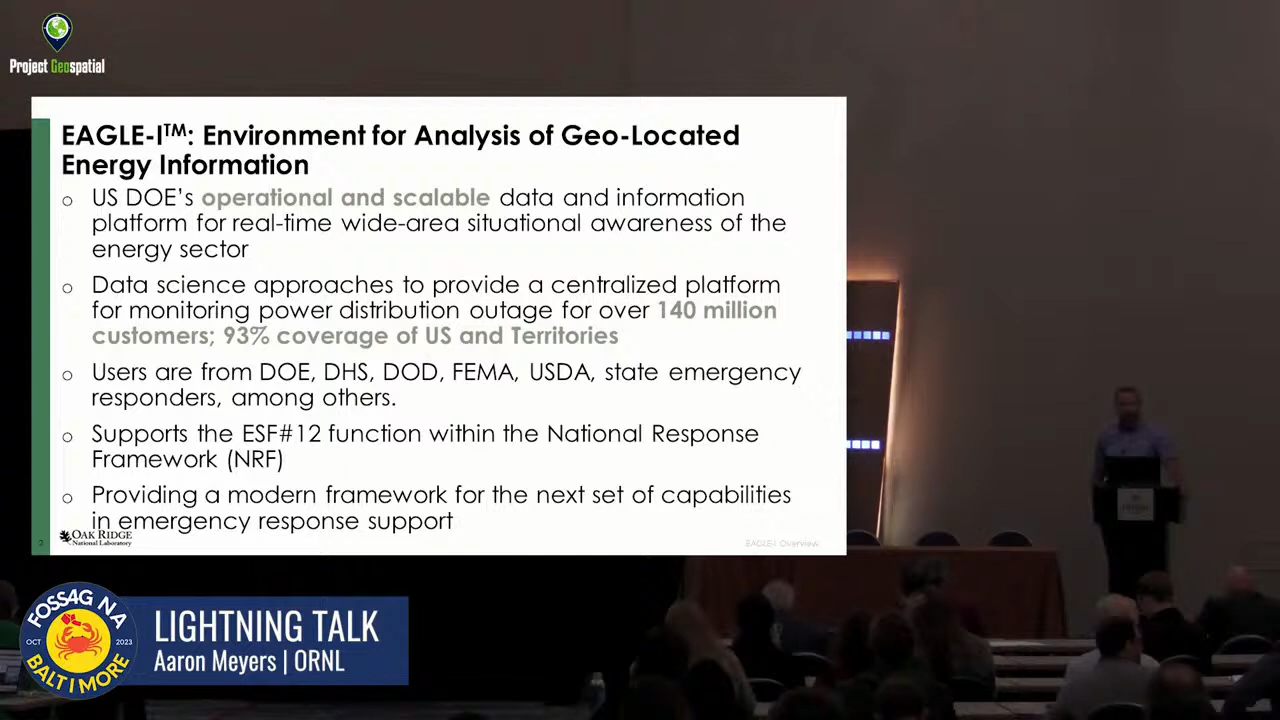 Project Geospatial
EAGLE-I™: Environment for Analysis of Geo-Located
Energy Information
US DOE's operational and scalable data and information
platform for real-time wide-area situational awareness of the
energy sector
Data science approaches to provide a centralized platform
for monitoring power distribution outage for over 140 million
customers; 93% coverage of US and Territories
Users are from DOE, DHS, DOD, FEMA, USDA, state emergency
responders, among others.
Supports the ESF#12 function within the National Response
Framework (NRF)
Providing a modern framework for the next set of capabilities
in emergency response support
OAK RIDGE
National Laboratory
2
EAGLE-I Overview
FOSS4G NA
OCT
2023
BALTIMORE
LIGHTNING TALK
Aaron Meyers | ORNL